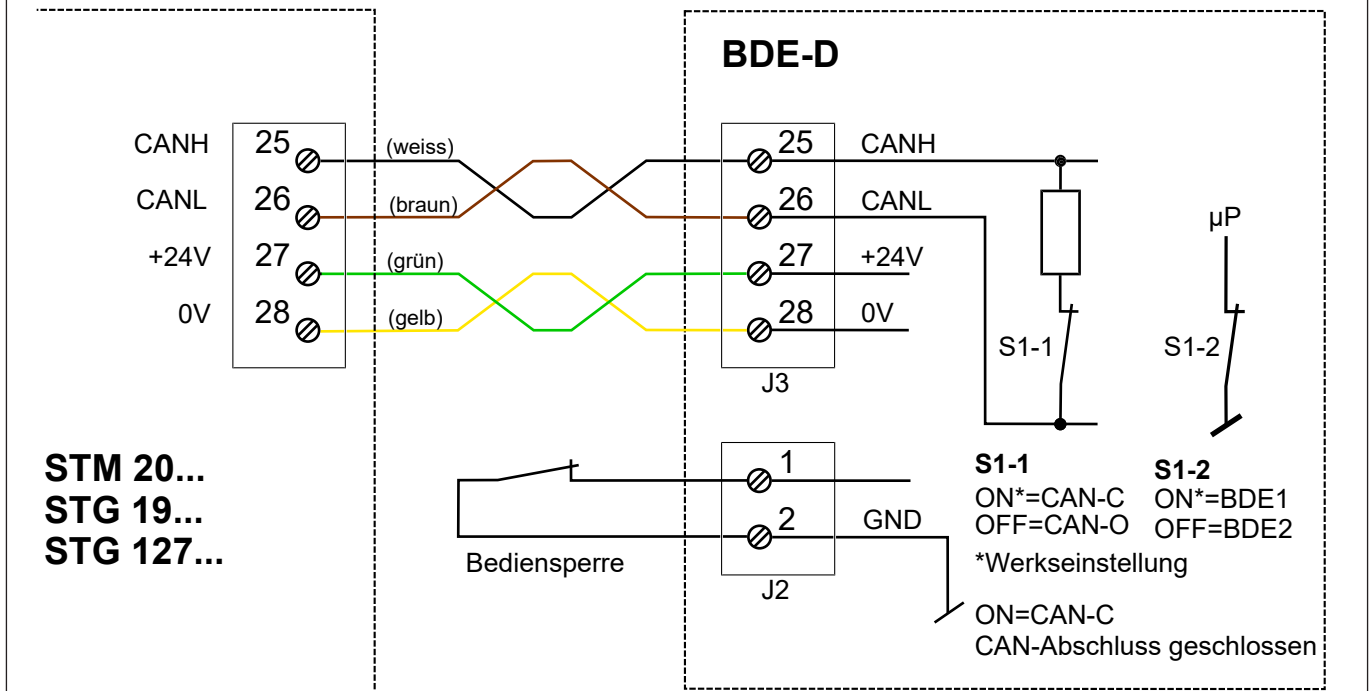 BDE-D
CANH 25 (weiss) 25 CANH
CANL 26 (braun) 26 CANL
+24V 27 (grün) 27 +24V
0V 28 (gelb) 28 0V
µP
S1-1
S1-2
J3
STM 20...
STG 19...
STG 127...
Bediensperre
1
2 GND
J2
S1-1
ON*=CAN-C
OFF=CAN-O
*Werkseinstellung
S1-2
ON*=BDE1
OFF=BDE2
ON=CAN-C
CAN-Abschluss geschlossen